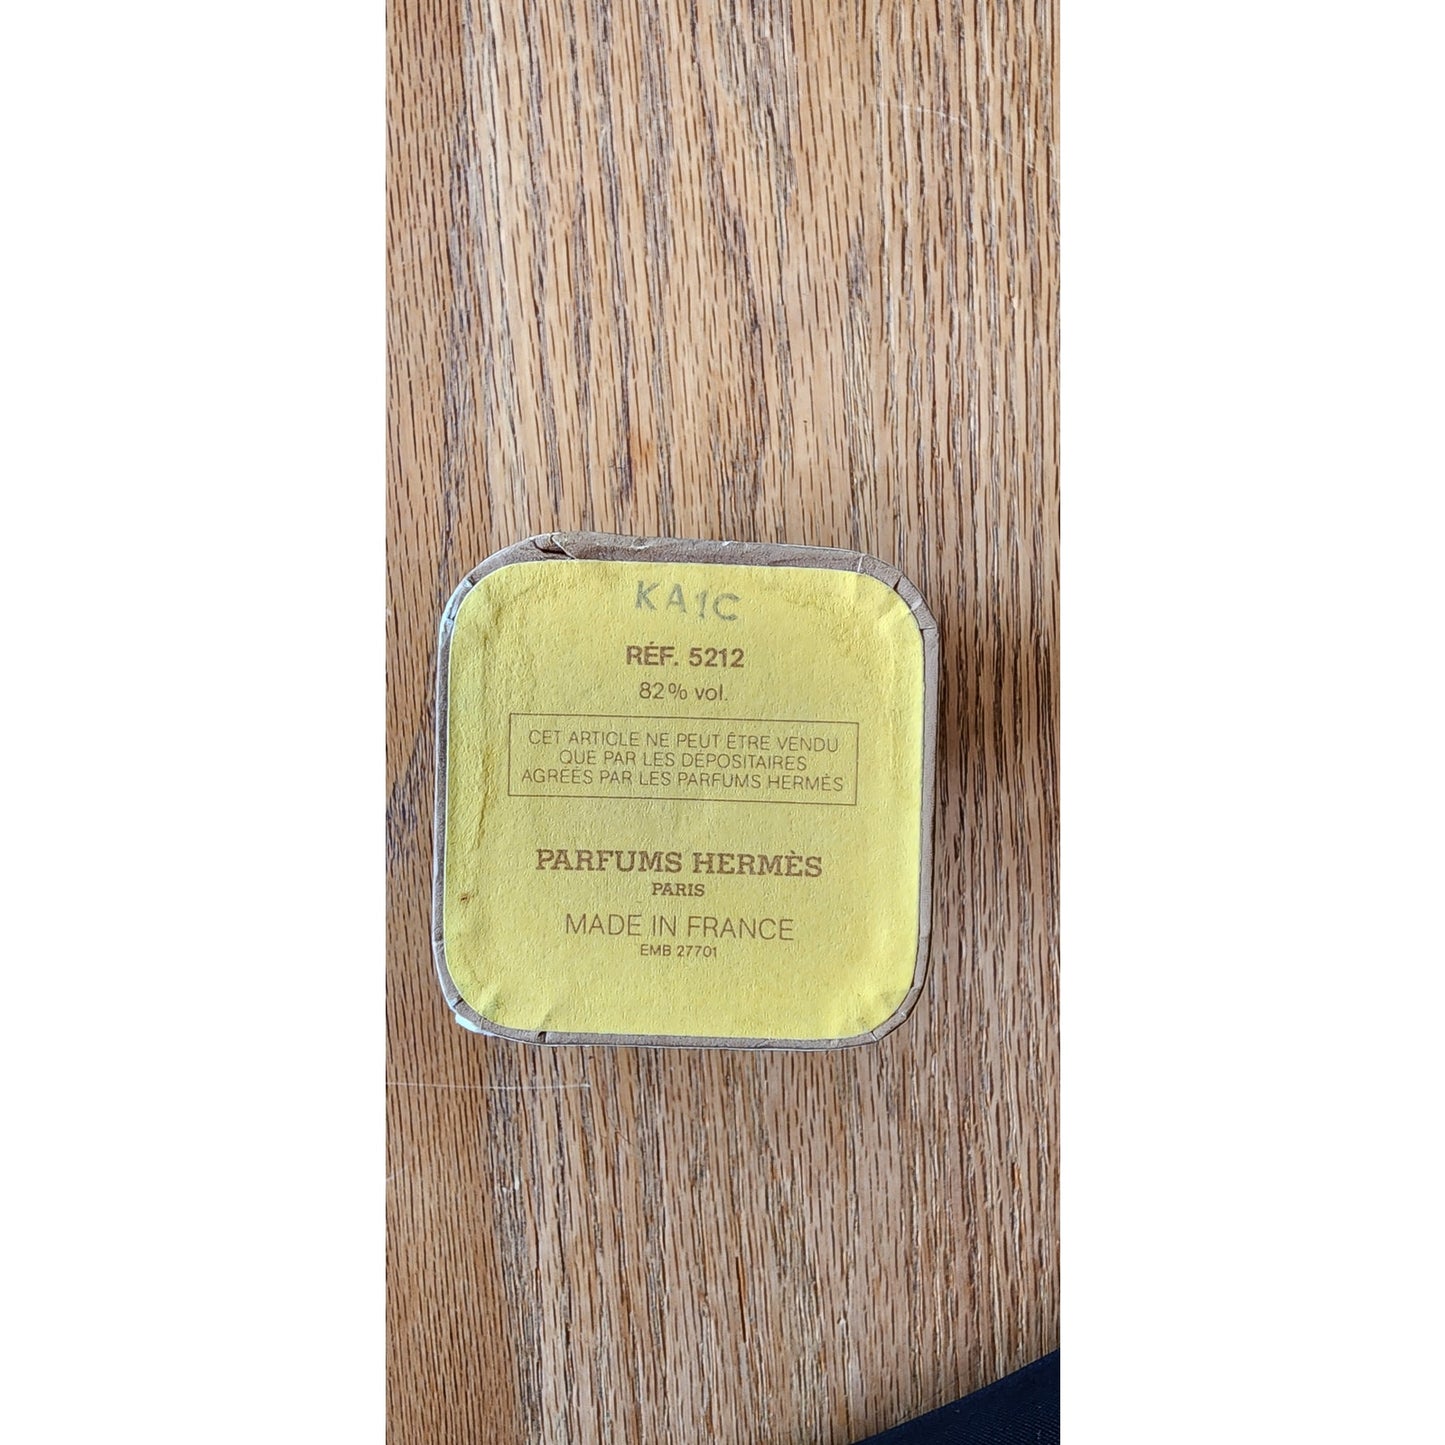 KA1C
RÉF. 5212
82% vol.
CET ARTICLE NE PEUT ÊTRE VENDU
QUE PAR LES DÉPOSITAIRES
AGRÉÉS PAR LES PARFUMS HERMÈS
PARFUMS HERMÈS
PARIS
MADE IN FRANCE
EMB 27701